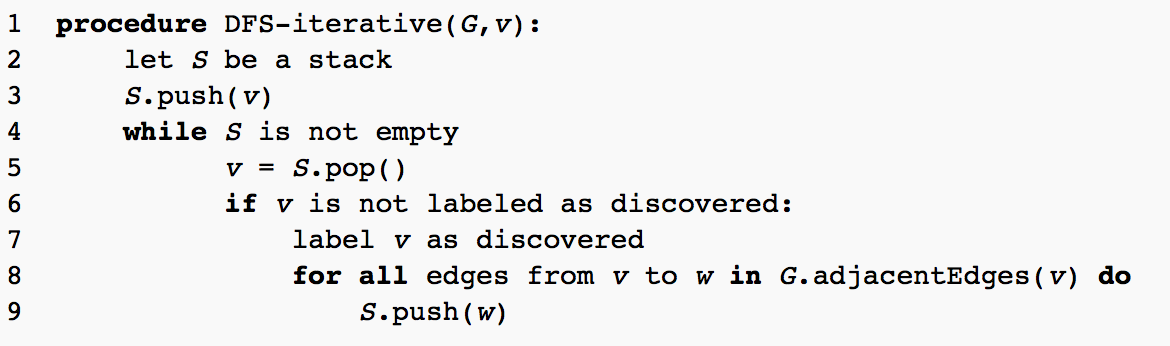 1 procedure DFS-iterative(G,v):
2 let S be a stack
3 S.push(v)
4 while S is not empty
5 v = S.pop()
6 if v is not labeled as discovered:
7 label v as discovered
8 for all edges from v to w in G.adjacentEdges(v) do
9 S.push(w)